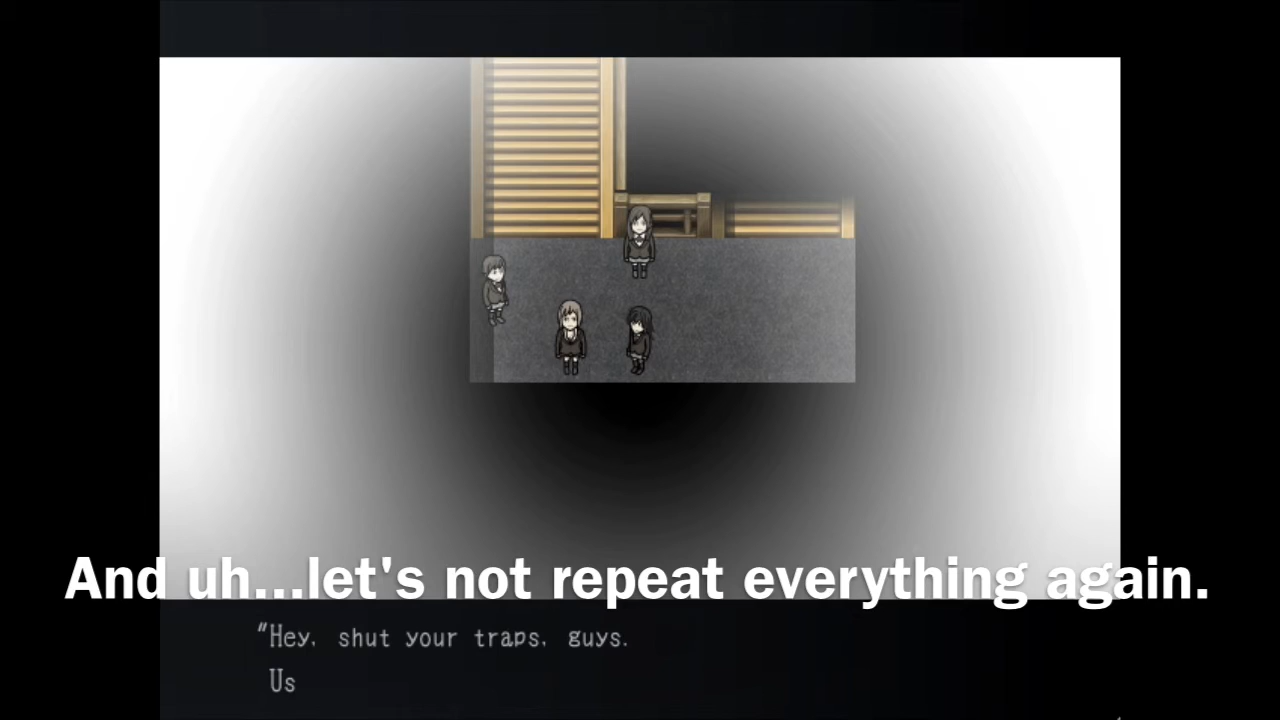 And uh...let's not repeat everything again.
“Hey, shut your traps, guys.
Us